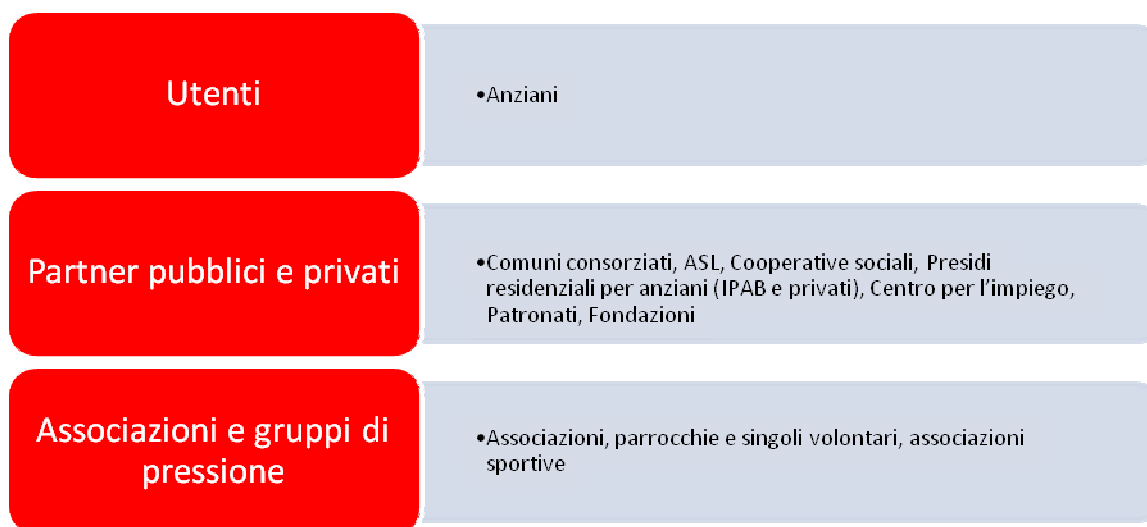 Utenti
•Anziani
Partner pubblici e privati
•Comuni consorziati, ASL, Cooperative sociali, Presidi
residenziali per anziani (IPAB e privati), Centro per l’impiego,
Patronati, Fondazioni
Associazioni e gruppi di
pressione
•Associazioni, parrocchie e singoli volontari, associazioni
sportive